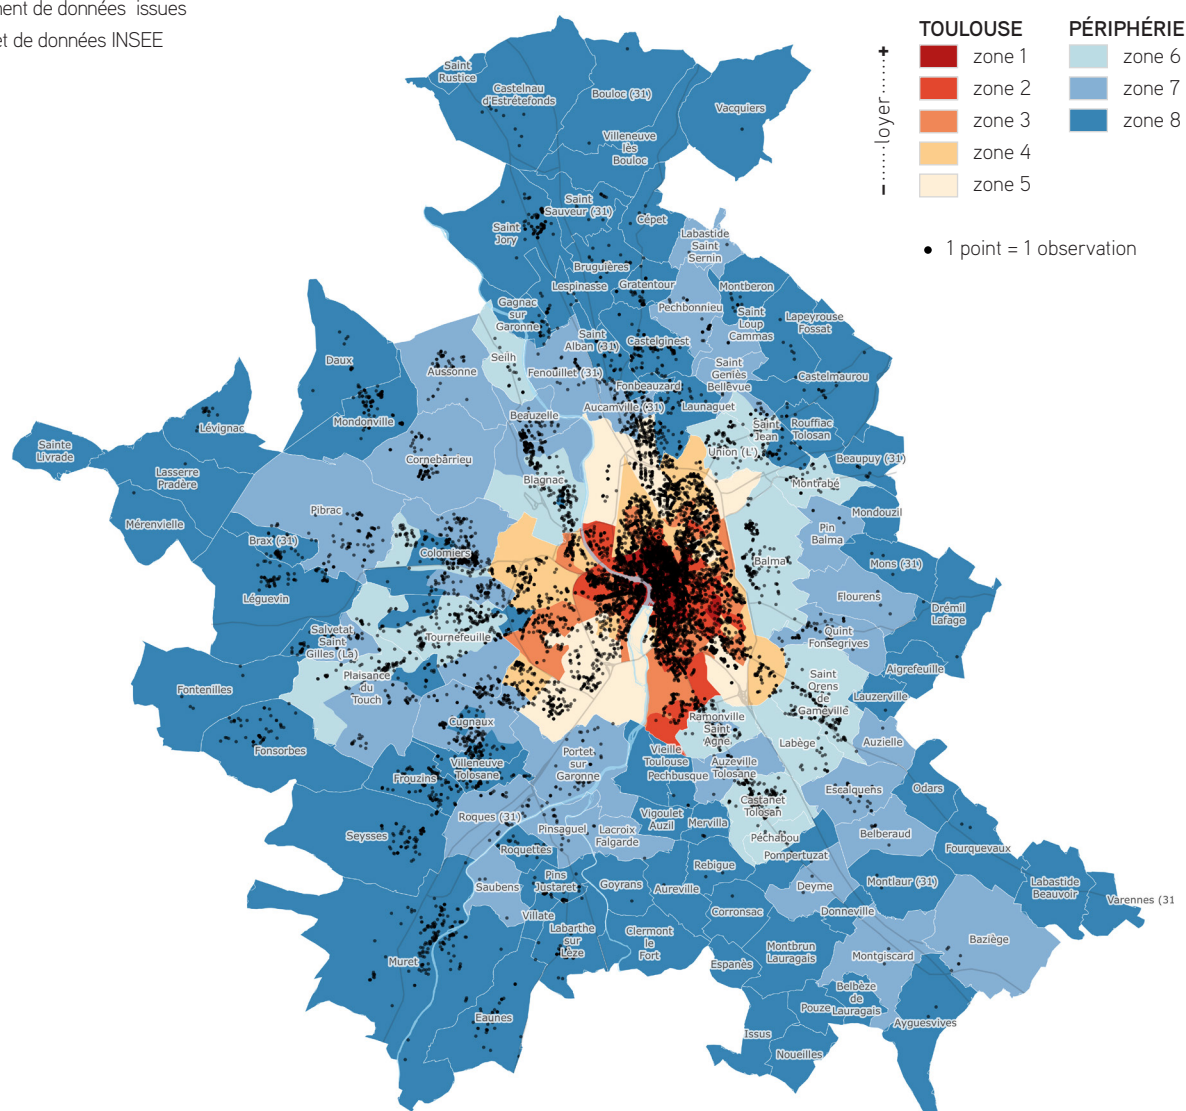 ment de données issues
et de données INSEE
TOULOUSE
PÉRIPHÉRIE
+
loyer
-
zone 1
zone 2
zone 3
zone 4
zone 5
zone 6
zone 7
zone 8
1 point = 1 observation
Saint
Rustice
Castelnau
d'Estrétefonds
Bouloc (31)
Vacquiers
Villeneuve
lès
Bouloc
Saint
Sauveur (31)
Saint
Jory
Cépet
Labastide
Saint
Sernin
Bruguières
Lespinasse
Gratentour
Montberon
Gagnac
sur
Garonne
Pechbonnieu
Saint
Loup
Cammas
Lapeyrouse
Fossat
Saint
Alban (31)
Castelginest
Daux
Aussonne
Seilh
Fenouillet (31)
Saint
Geniès
Bellevue
Castelmaurou
Fonbeauzard
Mondonville
Beauzelle
Aucamville (31)
Launaguet
Lévignac
Saint
Jean
Rouffiac
Tolosan
Sainte
Livrade
Cornebarrieu
Union (L')
Beaupuy (31)
Lasserre
Pradère
Blagnac
Montrabé
Mérenvielle
Pibrac
Mondouzil
Pin
Balma
Brax (31)
Colomiers
Balma
Mons (31)
Léguevin
Flourens
Drémil
Lafage
Salvetat
Saint
Gilles (La)
Tournefeuille
Quint
Fonsegrives
Aigrefeuille
Plaisance
du
Touch
Saint
Orens
de
Gameville
Lauzerville
Fontenilles
Cugnaux
Ramonville
Saint
Agne
Labège
Auzielle
Fonsorbes
Villeneuve
Tolosane
Portet
sur
Garonne
Vieille
Toulouse
Pechbusque
Auzeville
Tolosane
Frouzins
Escalquens
Odars
Castanet
Tolosan
Seysses
Roques (31)
Pinsaguel
Lacroix
Falgarde
Vigoulet
Auzil
Mervilla
Péchabou
Belberaud
Fourquevaux
Roquettes
Rebigue
Pompertuzat
Saubens
Pins
Justaret
Goyrans
Aureville
Deyme
Montlaur (31)
Labastide
Beauvoir
Varennes (31
Villate
Corronsac
Donneville
Labarthe
sur
Lèze
Clermont
le
Fort
Montbrun
Lauragais
Montgiscard
Baziège
Muret
Espanès
Belbèze
de
Lauragais
Pouze
Eaunes
Ayguesvives
Issus
Noueilles